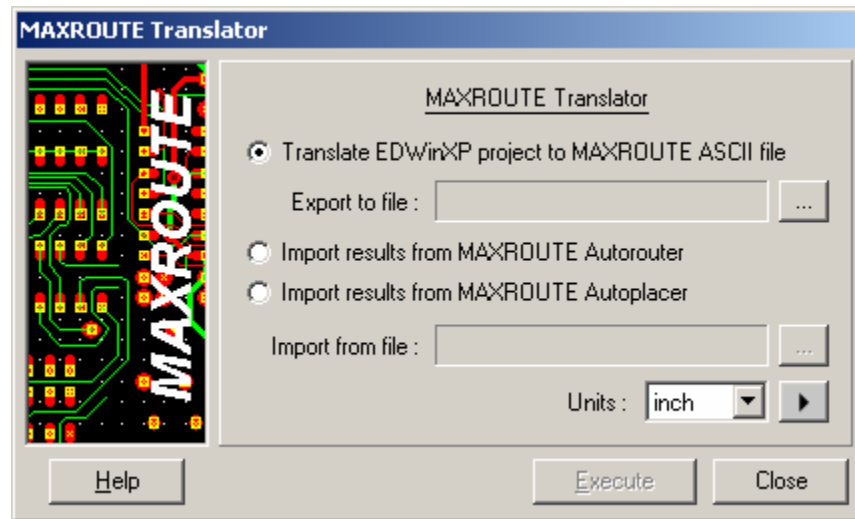 MAXROUTE Translator
MAXROUTE
MAXROUTE Translator
Translate EDWinXP project to MAXROUTE ASCII file
Export to file :
...
Import results from MAXROUTE Autorouter
Import results from MAXROUTE Autoplacer
Import from file :
...
Units : inch
Help
Execute
Close